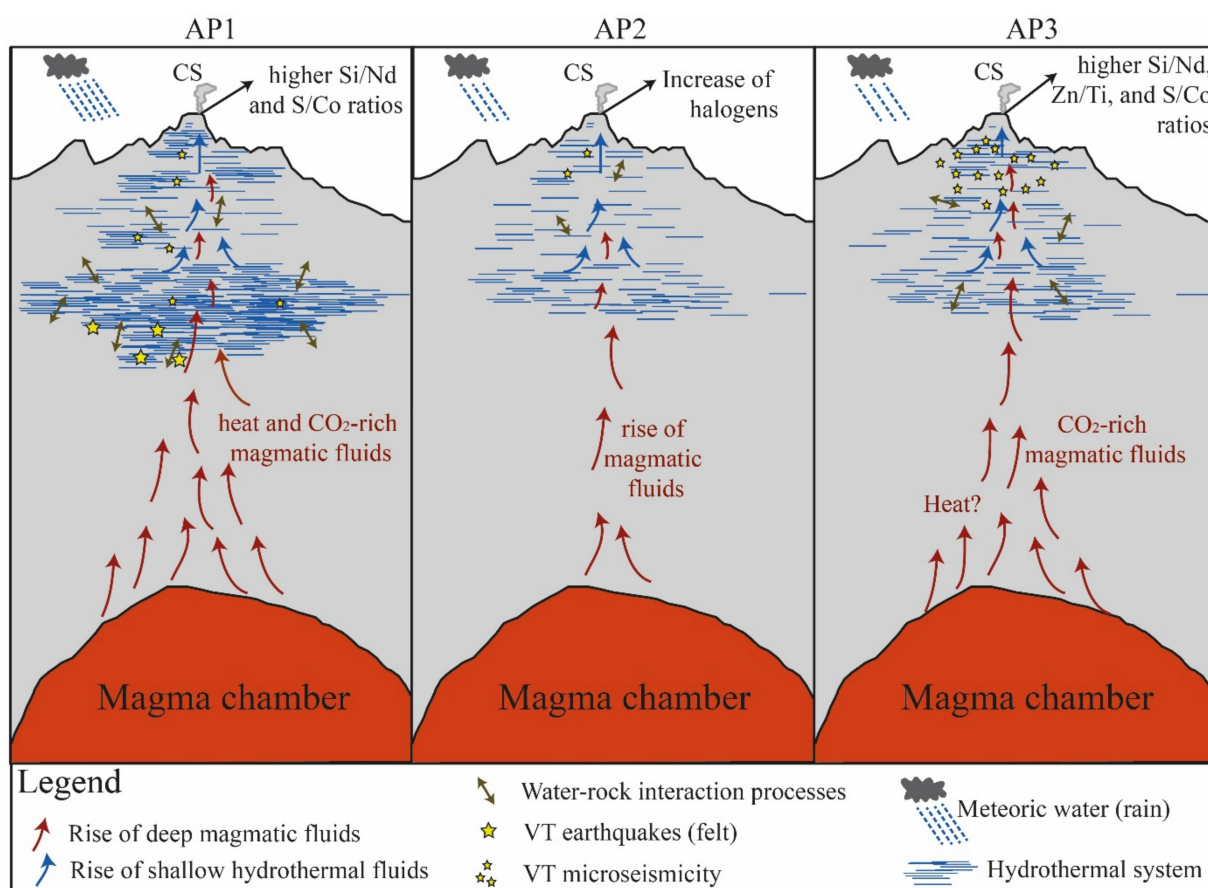 AP1
AP2
AP3
CS
higher Si/Nd
and S/Co ratios
CS
Increase of
halogens
CS
higher Si/Nd,
Zn/Ti, and S/Co
ratios
heat and CO₂-rich
magmatic fluids
rise of
magmatic
fluids
CO₂-rich
magmatic fluids
Heat?
Magma chamber
Magma chamber
Magma chamber
Legend
Rise of deep magmatic fluids
Rise of shallow hydrothermal fluids
Water-rock interaction processes
VT earthquakes (felt)
VT microseismicity
Meteoric water (rain)
Hydrothermal system